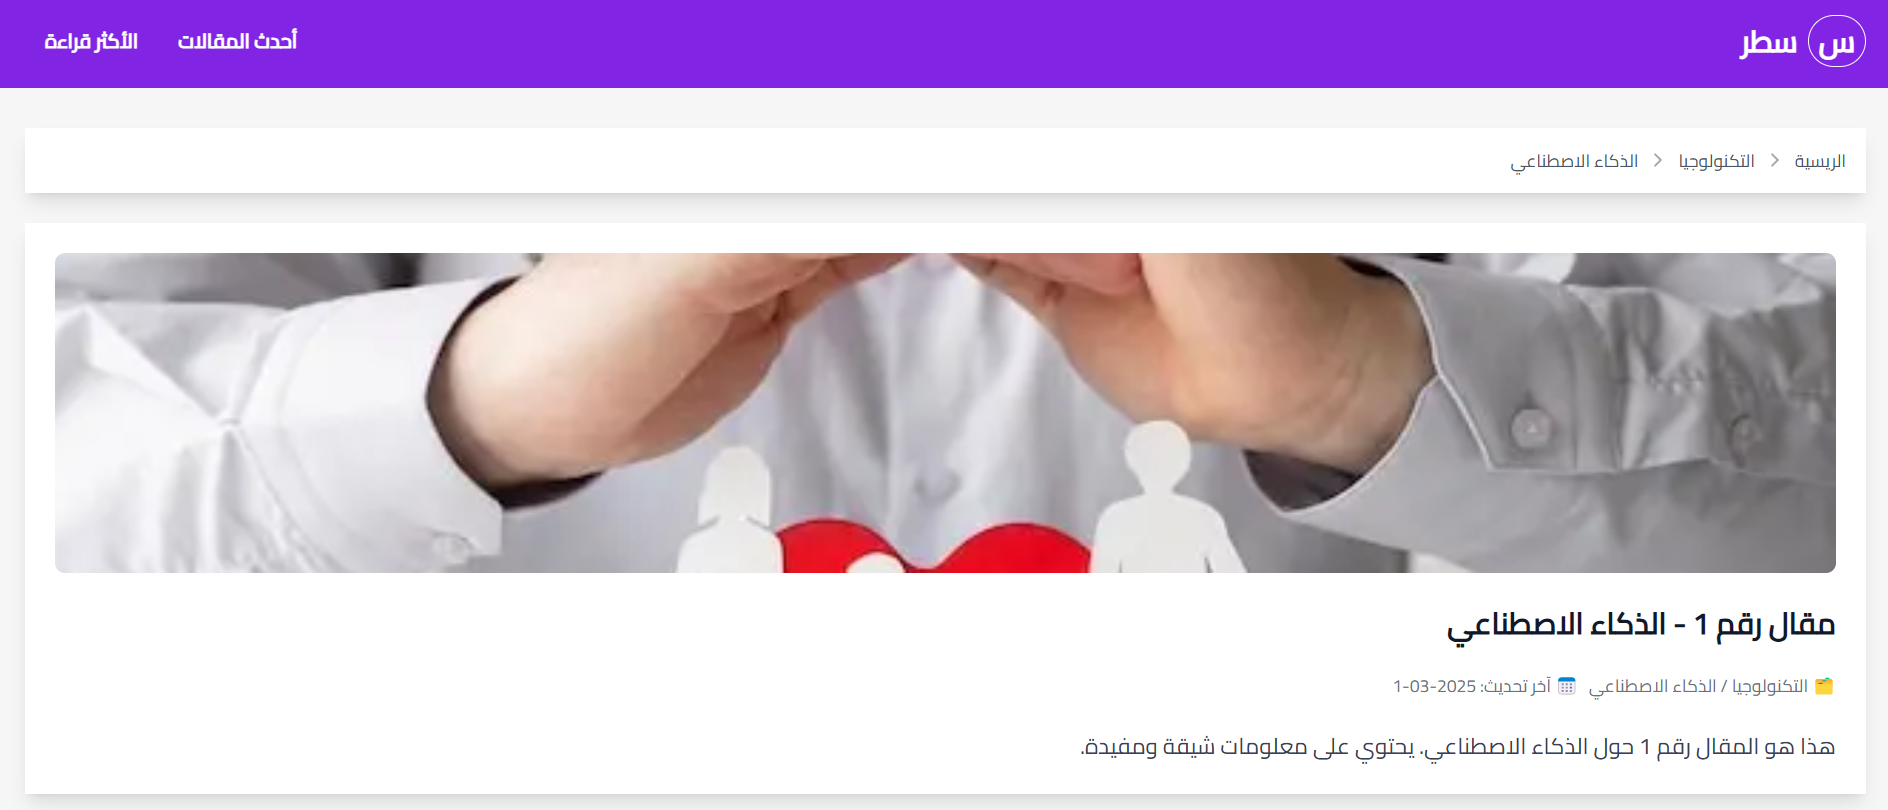 س سطر
أحدث المقالات
الأكثر قراءة
الريسية
التكنولوجيا
الذكاء الاصطناعي
مقال رقم 1 - الذكاء الاصطناعي
التكنولوجيا / الذكاء الاصطناعي آخر تحديث: 2025-03-1
هذا هو المقال رقم 1 حول الذكاء الاصطناعي. يحتوي على معلومات شيقة ومفيدة.